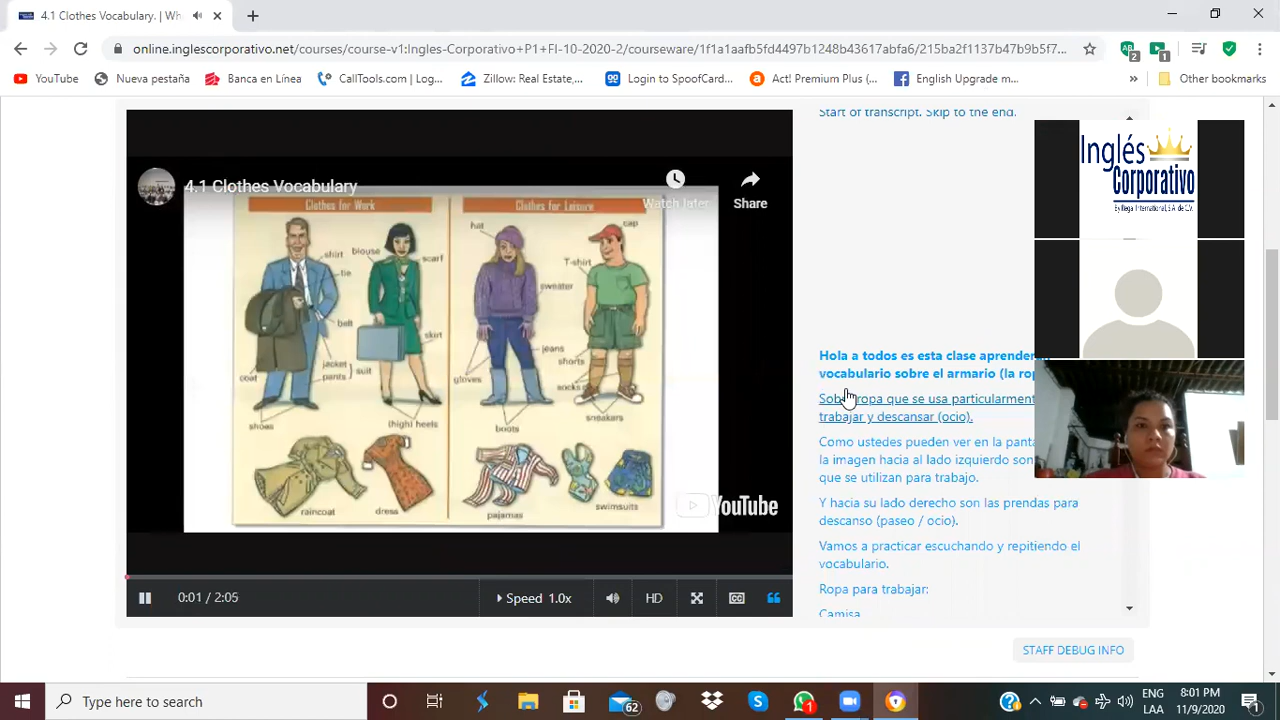 4.1 Clothes Vocabulary. | Wh
online.inglescorporativo.net/courses/course-v1:Ingles-Corporativo+P1+FI-10-2020-2/courseware/1f1a1aafb5fd4497b1248b43617abfa6/215ba2f1137b47b9b5f7...
2
1
YouTube
Nueva pestaña
Banca en Línea
CallTools.com | Log...
Zillow: Real Estate,...
Login to SpoofCard...
Act! Premium Plus (...
English Upgrade m...
»
Other bookmarks
4.1 Clothes Vocabulary
Watch later
Share
Clothes for Work
Clothes for Leisure
shirt
tie
blouse
scarf
belt
skirt
jacket
pants
suit
coat
shoes
(high) heels
raincoat
dress
hat
cap
T-shirt
sweater
jeans
shorts
gloves
socks
boots
sneakers
pajamas
swimsuits
YouTube
0:01 / 2:05
Speed 1.0x
HD
Start of transcript. Skip to the end.
Hola a todos es esta clase aprender
vocabulario sobre el armario (la ro
ropa que se usa particularment
trabajar y descansar (ocio).
Como ustedes pueden ver en la panta
la imagen hacia al lado izquierdo son
que se utilizan para trabajo.
Y hacia su lado derecho son las prendas para
descanso (paseo / ocio).
Vamos a practicar escuchando y repitiendo el
vocabulario.
Ropa para trabajar:
Camisa
Inglés
Corporativo
STAFF DEBUG INFO
Type here to search
62
1
ENG
LAA
8:01 PM
11/9/2020
1